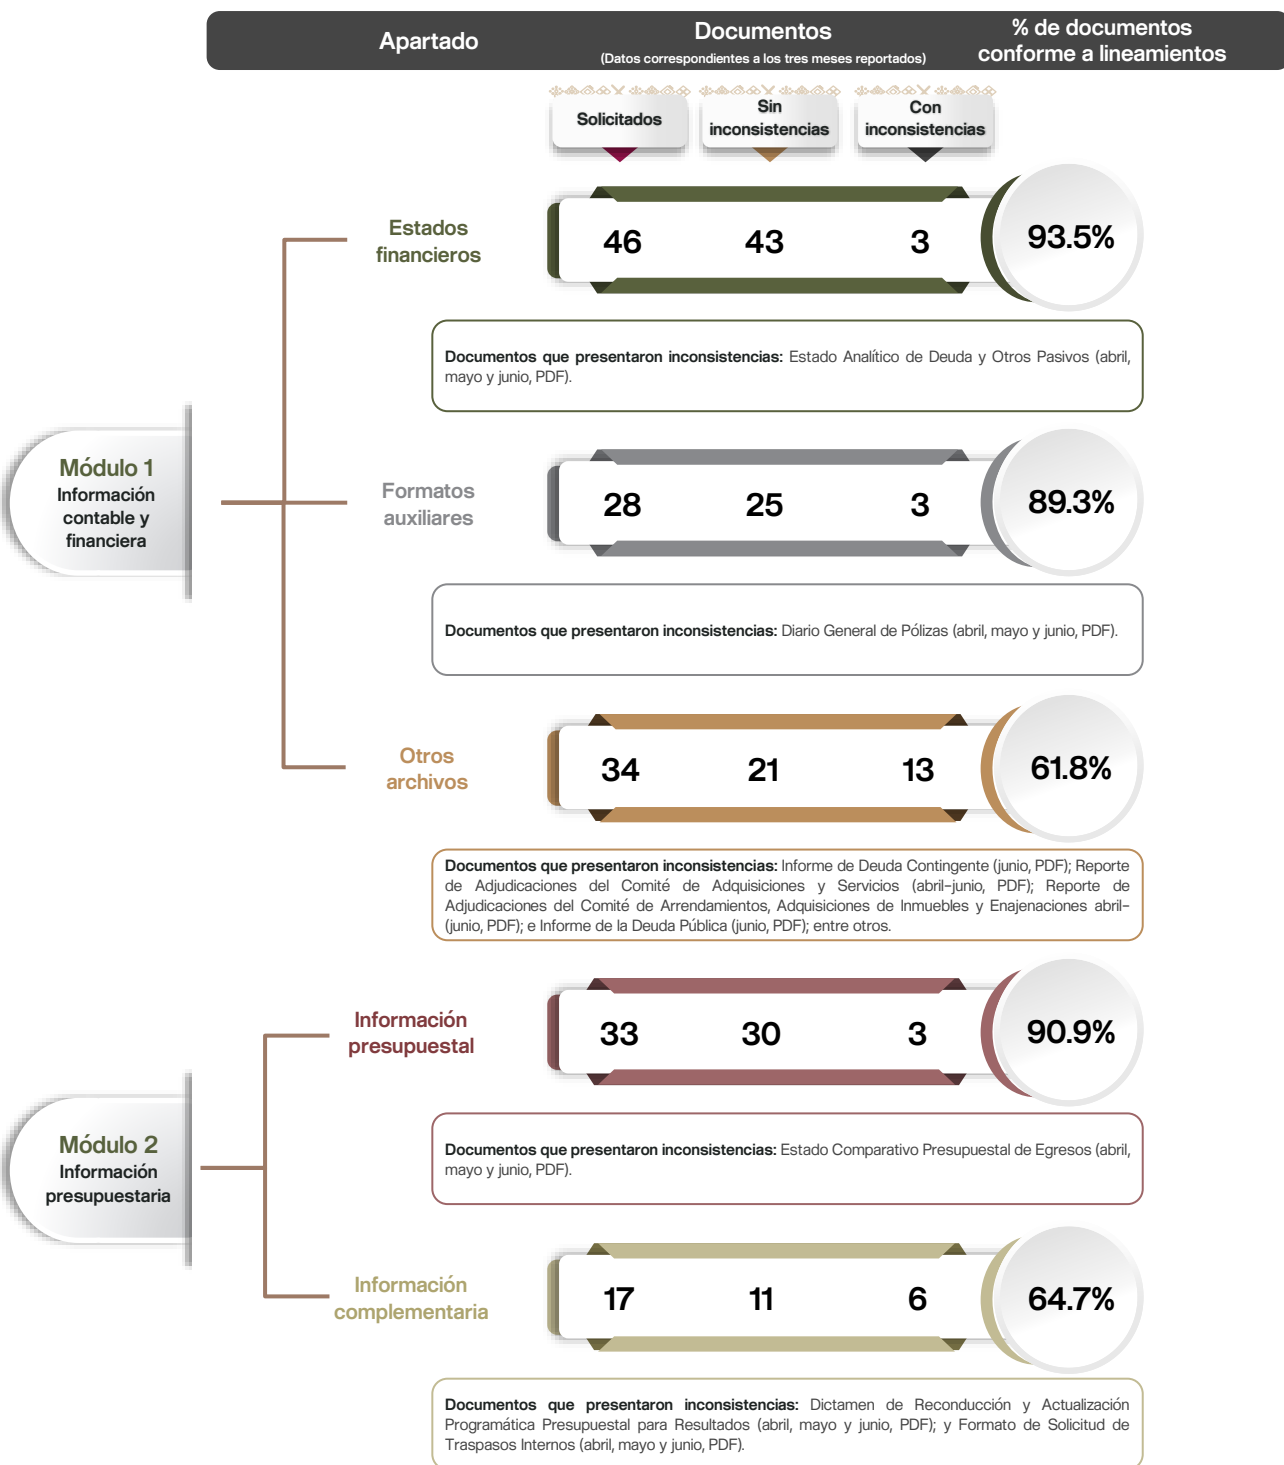 Apartado
Documentos
(Datos correspondientes a los tres meses reportados)
% de documentos
conforme a lineamientos
Solicitados
Sin
inconsistencias
Con
inconsistencias
Módulo 1
Información
contable y
financiera
Estados
financieros
46 43 3 93.5%
Documentos que presentaron inconsistencias: Estado Analítico de Deuda y Otros Pasivos (abril,
mayo y junio, PDF).
Formatos
auxiliares
28 25 3 89.3%
Documentos que presentaron inconsistencias: Diario General de Pólizas (abril, mayo y junio, PDF).
Otros
archivos
34 21 13 61.8%
Documentos que presentaron inconsistencias: Informe de Deuda Contingente (junio, PDF); Reporte
de Adjudicaciones del Comité de Adquisiciones y Servicios (abril-junio, PDF); Reporte de
Adjudicaciones del Comité de Arrendamientos, Adquisiciones de Inmuebles y Enajenaciones abril-
(junio, PDF); e Informe de la Deuda Pública (junio, PDF); entre otros.
Módulo 2
Información
presupuestaria
Información
presupuestal
33 30 3 90.9%
Documentos que presentaron inconsistencias: Estado Comparativo Presupuestal de Egresos (abril,
mayo y junio, PDF).
Información
complementaria
17 11 6 64.7%
Documentos que presentaron inconsistencias: Dictamen de Reconducción y Actualización
Programática Presupuestal para Resultados (abril, mayo y junio, PDF); y Formato de Solicitud de
Traspasos Internos (abril, mayo y junio, PDF).